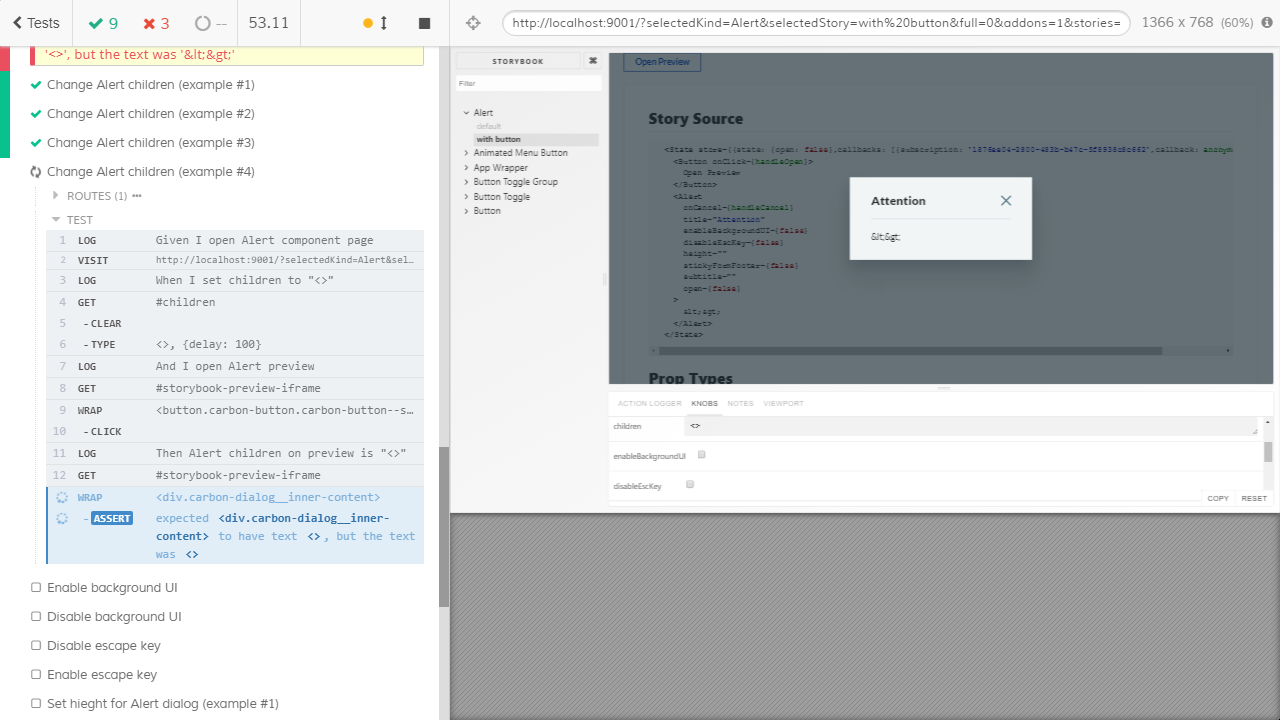 Tests
9
3
--
53.11
http://localhost:9001/?selectedKind=Alert&selectedStory=with%20button&full=0&addons=1&stories=
1366 x 768 (60%)
'<>', but the text was '&lt;&gt;'
Change Alert children (example #1)
Change Alert children (example #2)
Change Alert children (example #3)
Change Alert children (example #4)
ROUTES (1) •••
TEST
1 LOG Given I open Alert component page
2 VISIT http://localhost:9001/?selectedKind=Alert&sel…
3 LOG When I set children to "<>"
4 GET #children
5 -CLEAR
6 -TYPE <>, {delay: 100}
7 LOG And I open Alert preview
8 GET #storybook-preview-iframe
9 WRAP <button.carbon-button.carbon-button--s…
10 -CLICK
11 LOG Then Alert children on preview is "<>"
12 GET #storybook-preview-iframe
WRAP <div.carbon-dialog__inner-content>
-ASSERT expected <div.carbon-dialog__inner-
content> to have text <>, but the text
was <>
Enable background UI
Disable background UI
Disable escape key
Enable escape key
Set hieght for Alert dialog (example #1)
STORYBOOK
⌘
Filter
Alert
default
with button
Animated Menu Button
App Wrapper
Button Toggle Group
Button Toggle
Button
Open Preview
Story Source
<State store={{state: {open: false},callbacks: [{subscription:
<Button onClick={handleOpen}>
Open Preview
</Button>
<Alert
onCancel={handleCancel}
title="Attention"
enableBackgroundUI={false}
disableEscKey={false}
height=""
stickyFormFooter={false}
subtitle=""
open={false}
>
&lt;&gt;
</Alert>
</State>
Prop Types
Attention
&lt;&gt;
ACTION LOGGER KNOBS NOTES VIEWPORT
children <>
enableBackgroundUI
disableEscKey
COPY RESET